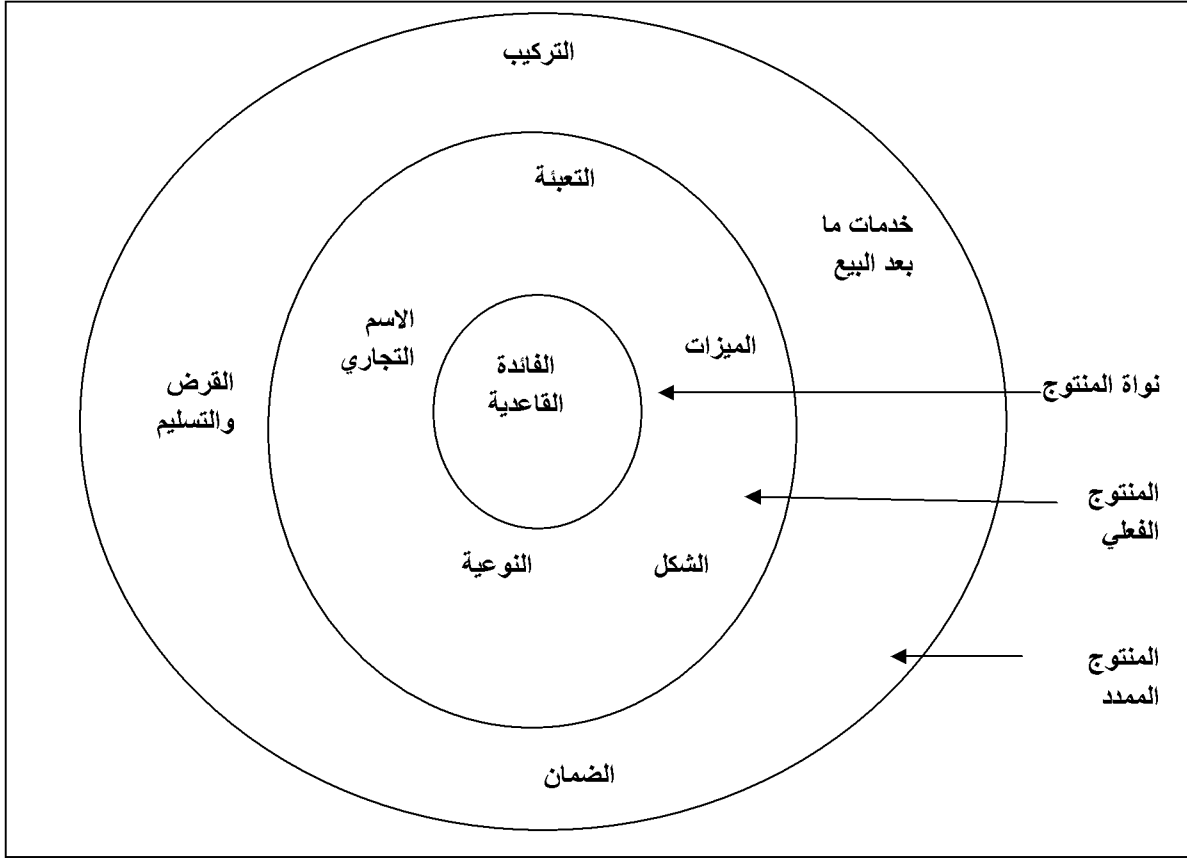 التركيب
التعبئة
خدمات ما
بعد البيع
الاسم
التجاري
الميزات
الفائدة
القاعدية
القرض
والتسليم
نواة المنتوج
المنتوج
الفعلي
النوعية
الشكل
المنتوج
الممدد
الضمان